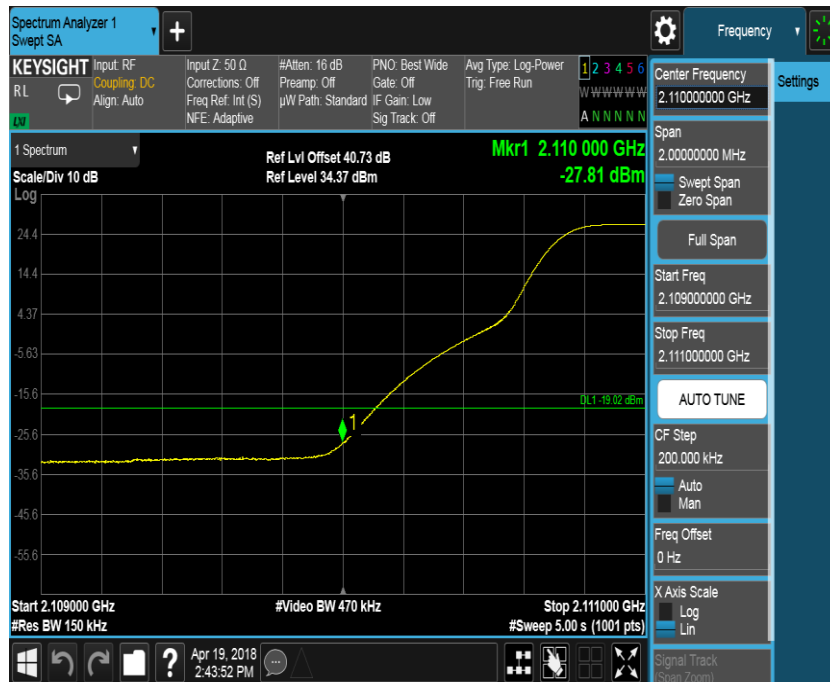 Spectrum Analyzer 1
Swept SA
+
Frequency
KEYSIGHT
RL
LXI
Input: RF
Coupling: DC
Align: Auto
Input Z: 50 Ω
Corrections: Off
Freq Ref: Int (S)
NFE: Adaptive
#Atten: 16 dB
Preamp: Off
µW Path: Standard
PNO: Best Wide
Gate: Off
IF Gain: Low
Sig Track: Off
Avg Type: Log-Power
Trig: Free Run
1 2 3 4 5 6
W W W W W W
A N N N N N
Center Frequency
2.110000000 GHz
Settings
1 Spectrum
Scale/Div 10 dB
Ref Lvl Offset 40.73 dB
Ref Level 34.37 dBm
Mkr1 2.110 000 GHz
-27.81 dBm
Log
24.4
14.4
4.37
-5.63
-15.6
-25.6
-35.6
-45.6
-55.6
DL1 -19.02 dBm
1
Start 2.109000 GHz
#Res BW 150 kHz
#Video BW 470 kHz
Stop 2.111000 GHz
#Sweep 5.00 s (1001 pts)
Span
2.00000000 MHz
Swept Span
Zero Span
Full Span
Start Freq
2.109000000 GHz
Stop Freq
2.111000000 GHz
AUTO TUNE
CF Step
200.000 kHz
Auto
Man
Freq Offset
0 Hz
X Axis Scale
Log
Lin
Signal Track
(Span Zoom)
?
Apr 19, 2018
2:43:52 PM